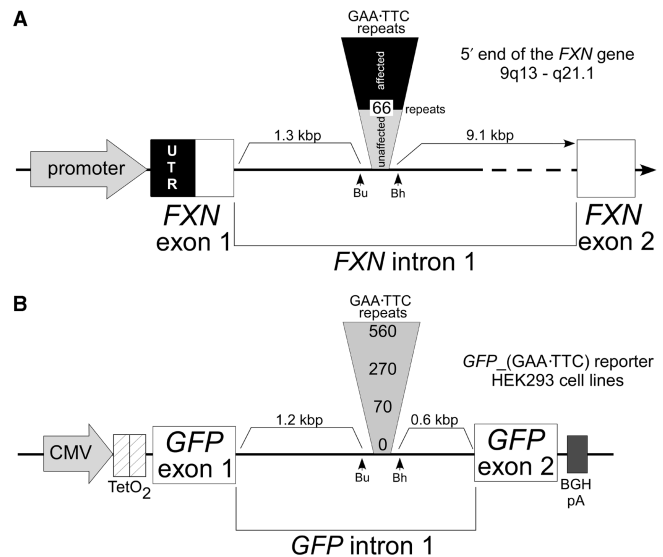 A
GAA·TTC
repeats
5′ end of the FXN gene
9q13 - q21.1
affected
66 repeats
unaffected
1.3 kbp
9.1 kbp
promoter
UTR
Bu
Bh
FXN
exon 1
FXN
exon 2
FXN intron 1
B
GAA·TTC
repeats
560
270
70
0
GFP_(GAA·TTC) reporter
HEK293 cell lines
1.2 kbp
0.6 kbp
CMV
TetO2
GFP
exon 1
GFP
exon 2
Bu
Bh
BGH
pA
GFP intron 1